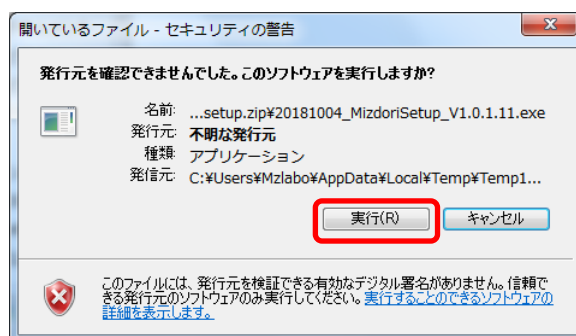 開いているファイル - セキュリティの警告
発行元を確認できませんでした。このソフトウェアを実行しますか?
名前: ...setup.zip¥20181004_MizdoriSetup_V1.0.1.11.exe
発行元: 不明な発行元
種類: アプリケーション
発信元: C:¥Users¥Mzlabo¥AppData¥Local¥Temp¥Temp1...
実行(R) キャンセル
このファイルには、発行元を検証できる有効なデジタル署名がありません。信頼で
きる発行元のソフトウェアのみ実行してください。実行することのできるソフトウェアの
詳細を表示します。